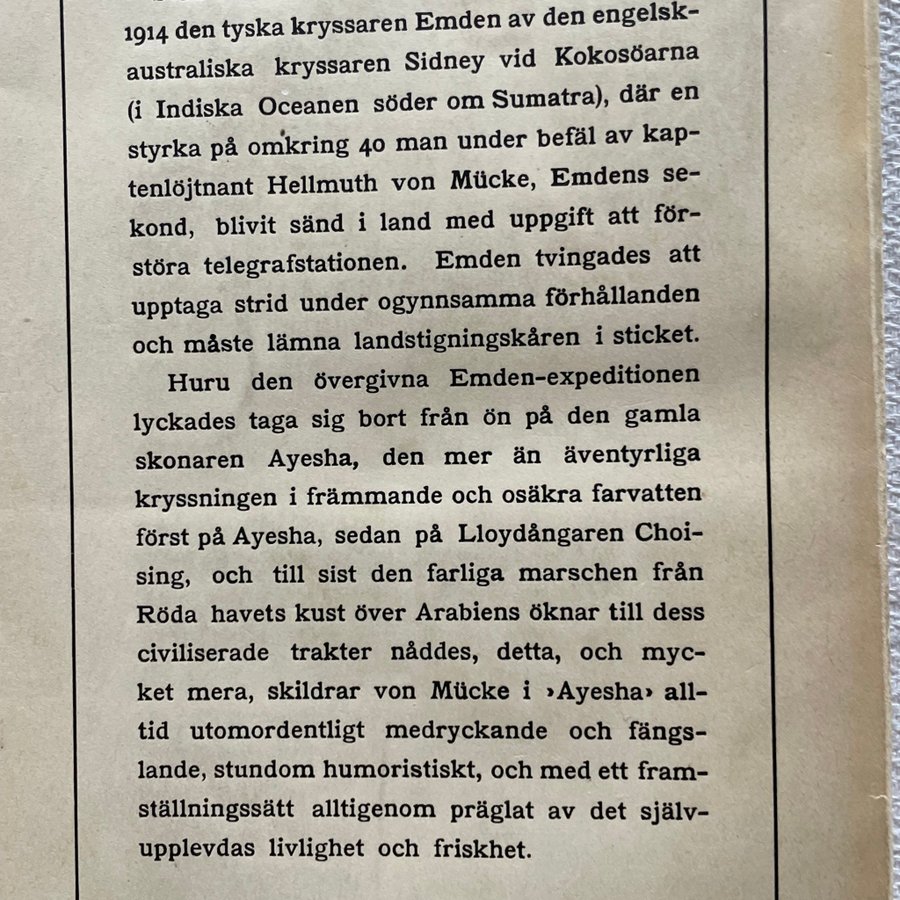 1914 den tyska kryssaren Emden av den engelsk-
australiska kryssaren Sidney vid Kokosöarna
(i Indiska Oceanen söder om Sumatra), där en
styrka på omkring 40 man under befäl av kap-
tenlöjtnant Hellmuth von Mücke, Emdens se-
kond, blivit sänd i land med uppgift att för-
störa telegrafstationen. Emden tvingades att
upptaga strid under ogynnsamma förhållanden
och måste lämna landstigningskåren i sticket.
Huru den övergivna Emden-expeditionen
lyckades taga sig bort från ön på den gamla
skonaren Ayesha, den mer än äventyrliga
kryssningen i främmande och osäkra farvatten
först på Ayesha, sedan på Lloydångaren Choi-
sing, och till sist den farliga marschen från
Röda havets kust över Arabiens öknar till dess
civiliserade trakter nåddes, detta, och myc-
ket mera, skildrar von Mücke i ›Ayesha› all-
tid utomordentligt medryckande och fängs-
lande, stundom humoristiskt, och med ett fram-
ställningssätt alltigenom präglat av det själv-
upplevdas livlighet och friskhet.